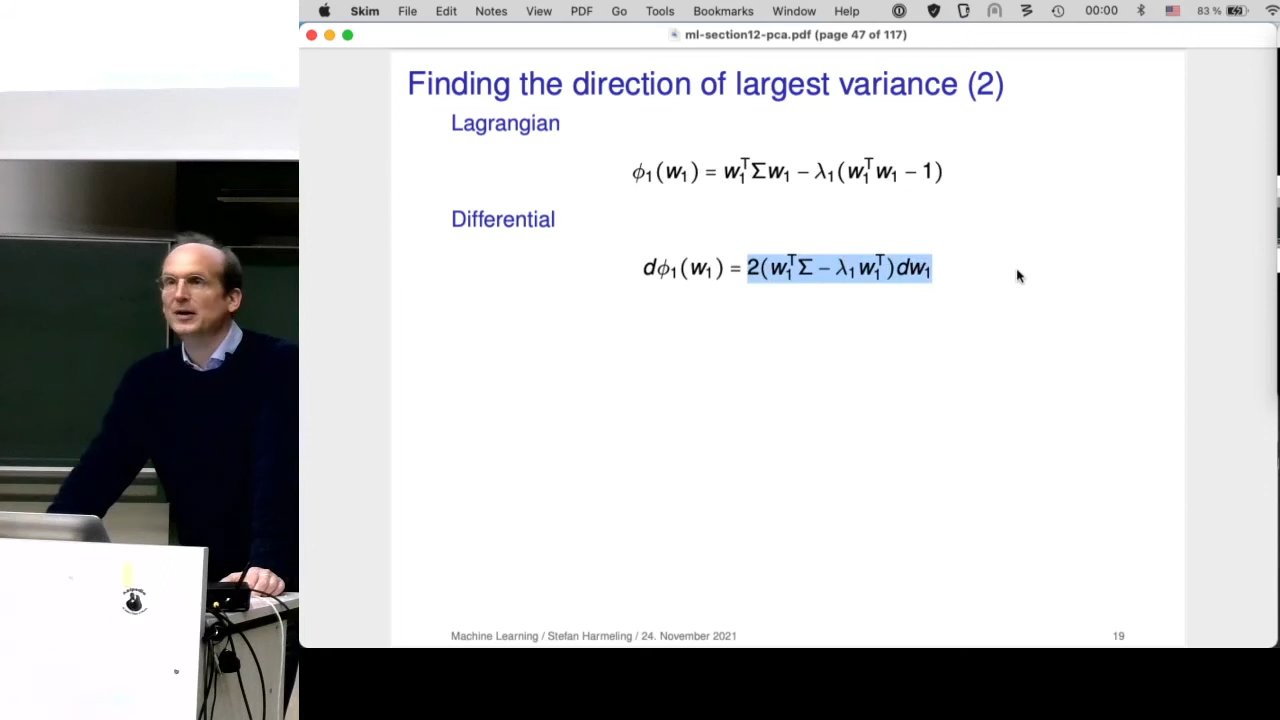 Skim File Edit Notes View PDF Go Tools Bookmarks Window Help 00:00 83 %
ml-section12-pca.pdf (page 47 of 117)
Finding the direction of largest variance (2)
Lagrangian
ϕ₁(w₁) = w₁ᵀΣw₁ − λ₁(w₁ᵀw₁ − 1)
Differential
dϕ₁(w₁) = 2(w₁ᵀΣ − λ₁w₁ᵀ)dw₁
Machine Learning / Stefan Harmeling / 24. November 2021 19